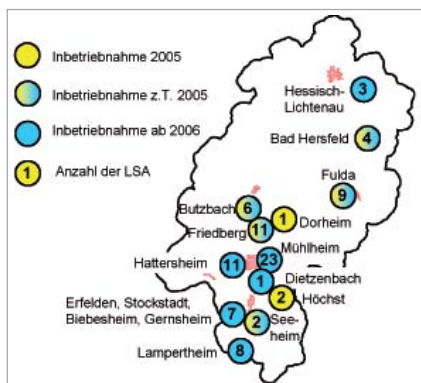 Inbetriebnahme 2005
Inbetriebnahme z.T. 2005
Inbetriebnahme ab 2006
1 Anzahl der LSA
3
Hessisch-
Lichtenau
Bad Hersfeld 4
Fulda
9
Butzbach 6
1 Dorheim
Friedberg 11
Mühlheim
Hattersheim 11 23
1 Dietzenbach
2 Höchst
Erfelden, Stockstadt,
Biebesheim, Gernsheim 7
2 See-
heim
Lampertheim 8